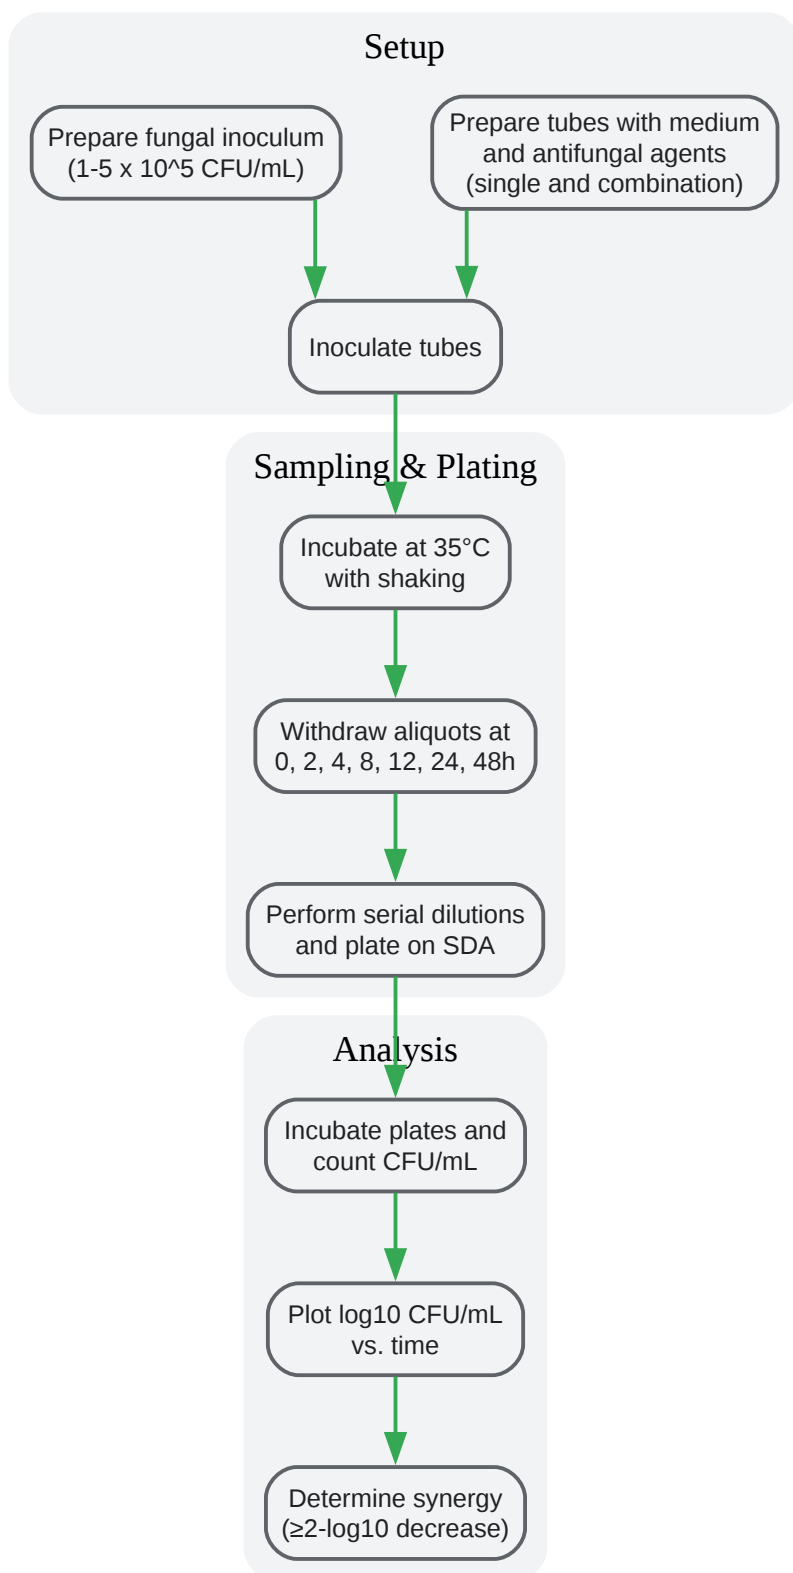 Setup
Prepare fungal inoculum
(1-5 x 10^5 CFU/mL)
Prepare tubes with medium
and antifungal agents
(single and combination)
Inoculate tubes
Sampling & Plating
Incubate at 35°C
with shaking
Withdraw aliquots at
0, 2, 4, 8, 12, 24, 48h
Perform serial dilutions
and plate on SDA
Analysis
Incubate plates and
count CFU/mL
Plot log10 CFU/mL
vs. time
Determine synergy
(≥2-log10 decrease)